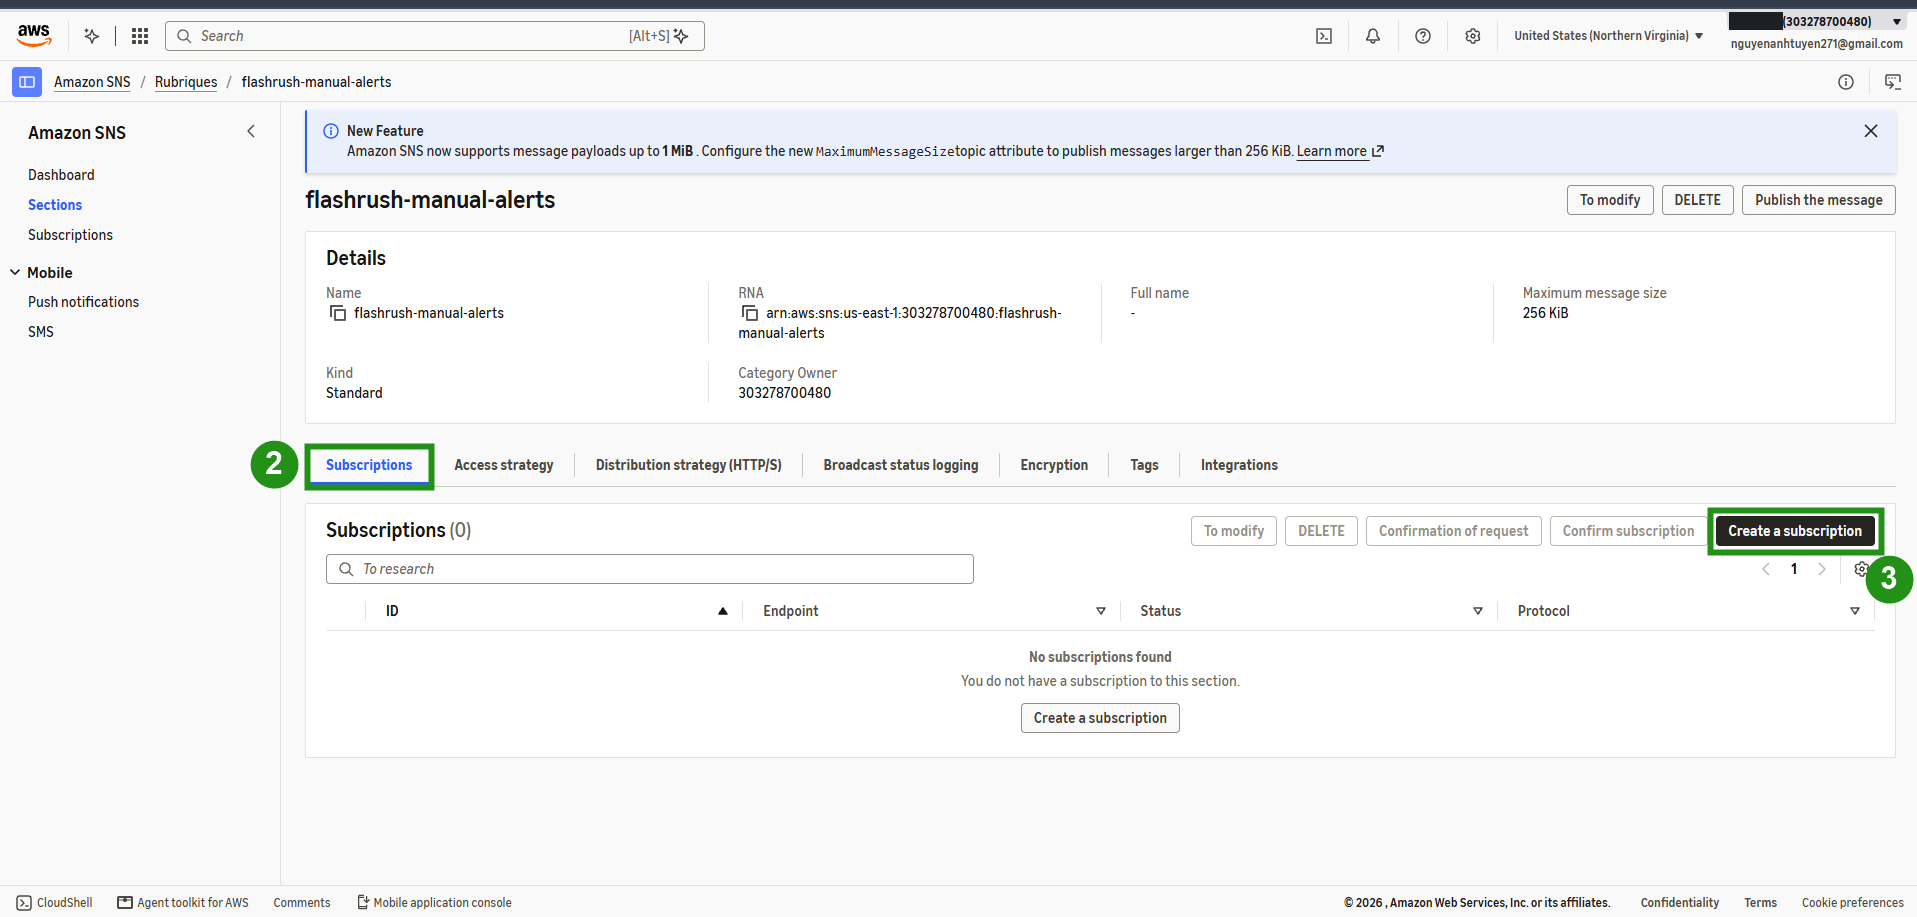 aws
Search
[Alt+S]
United States (Northern Virginia)
(303278700480)
nguyenanhtuyen271@gmail.com
Amazon SNS / Rubriques / flashrush-manual-alerts
Amazon SNS
Dashboard
Sections
Subscriptions
Mobile
Push notifications
SMS
New Feature
Amazon SNS now supports message payloads up to 1 MiB . Configure the new MaximumMessageSize topic attribute to publish messages larger than 256 KiB. Learn more
flashrush-manual-alerts
To modify
DELETE
Publish the message
Details
Name
flashrush-manual-alerts
RNA
arn:aws:sns:us-east-1:303278700480:flashrush-
manual-alerts
Full name
-
Maximum message size
256 KiB
Kind
Standard
Category Owner
303278700480
2
Subscriptions
Access strategy
Distribution strategy (HTTP/S)
Broadcast status logging
Encryption
Tags
Integrations
Subscriptions (0)
To modify
DELETE
Confirmation of request
Confirm subscription
Create a subscription
To research
1
3
ID
Endpoint
Status
Protocol
No subscriptions found
You do not have a subscription to this section.
Create a subscription
CloudShell
Agent toolkit for AWS
Comments
Mobile application console
© 2026 , Amazon Web Services, Inc. or its affiliates.
Confidentiality
Terms
Cookie preferences